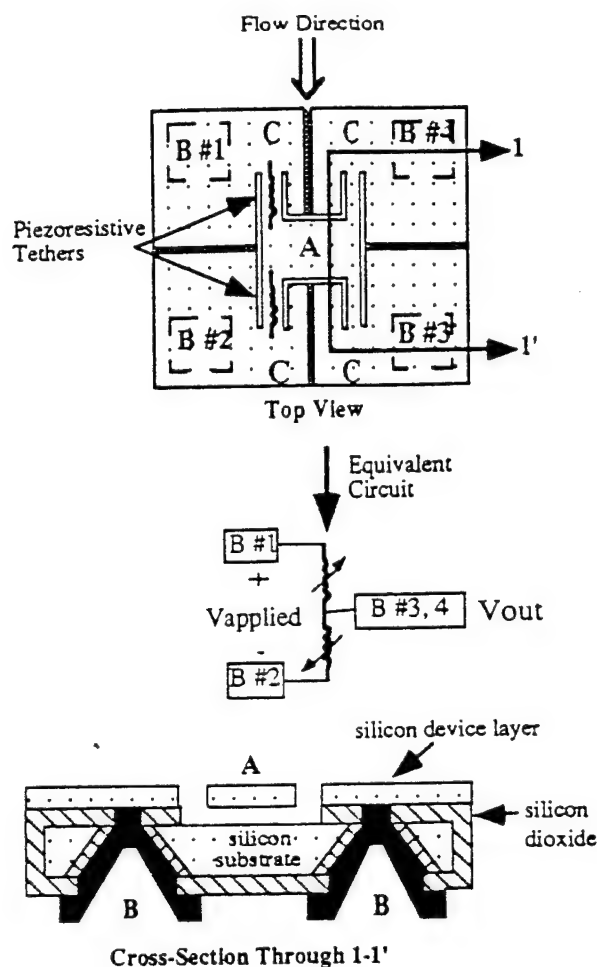 Flow Direction
C C
B #1 B #4 1
Piezoresistive
Tethers
A
B #2 B #3 1'
C C
Top View
Equivalent
Circuit
B #1
+
Vapplied B #3, 4 Vout
-
B #2
silicon device layer
A
silicon
dioxide
silicon
substrate
B B
Cross-Section Through 1-1'